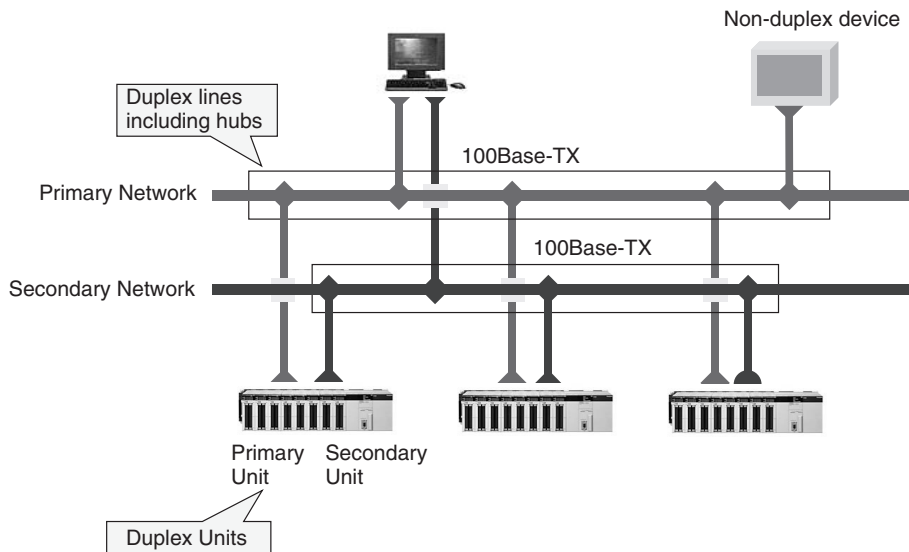 Non-duplex device
Duplex lines
including hubs
100Base-TX
Primary Network
100Base-TX
Secondary Network
Primary
Unit
Secondary
Unit
Duplex Units